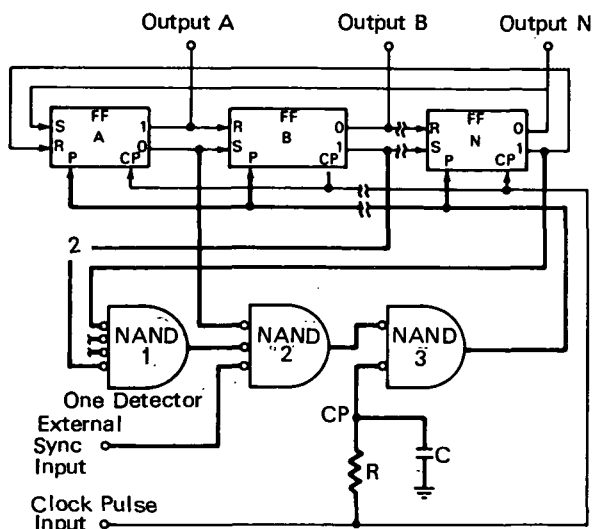 Output A Output B Output N
FF A S R 1 0 P CP
FF B R S 0 1 P CP
FF N R S 0 1 P CP
2
NAND 1
NAND 2
NAND 3
One Detector
External Sync Input
CP
R
C
Clock Pulse Input